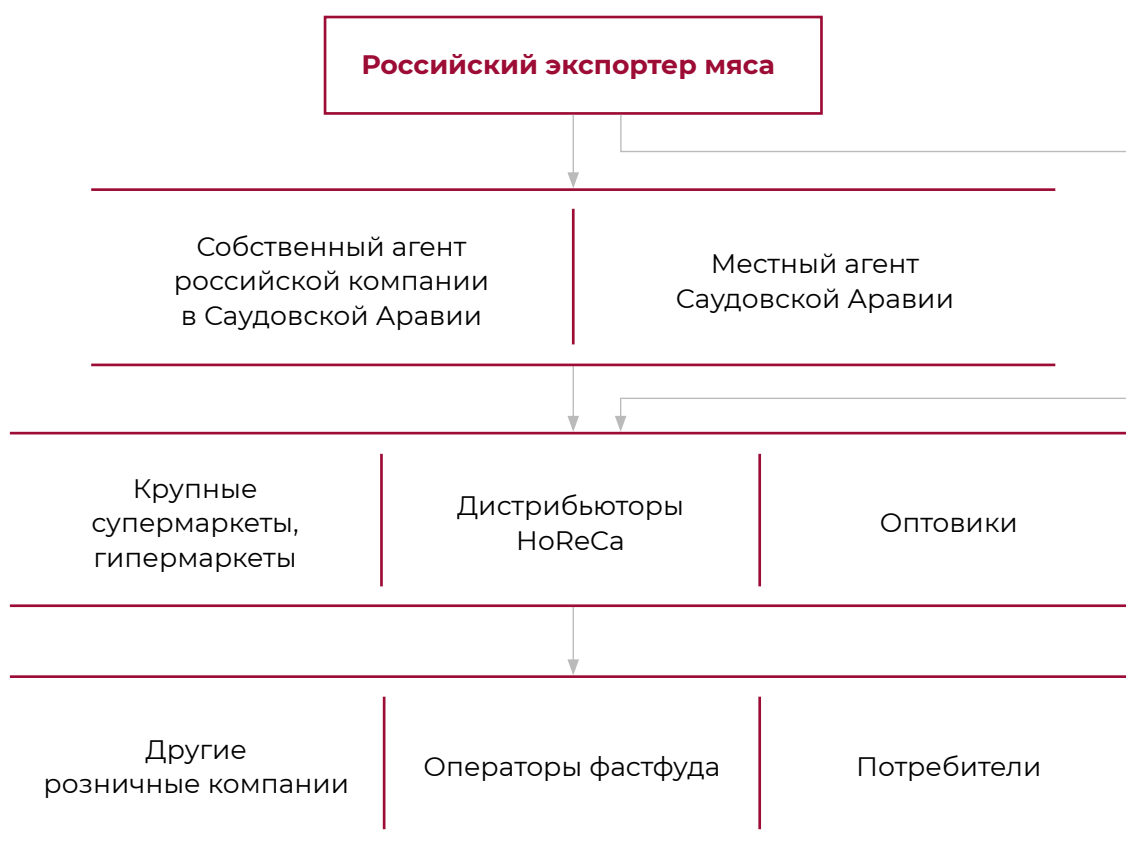 Российский экспортер мяса
Собственный агент
российской компании
в Саудовской Аравии
Местный агент
Саудовской Аравии
Крупные
супермаркеты,
гипермаркеты
Дистрибьюторы
HoReCa
Оптовики
Другие
розничные компании
Операторы фастфуда
Потребители